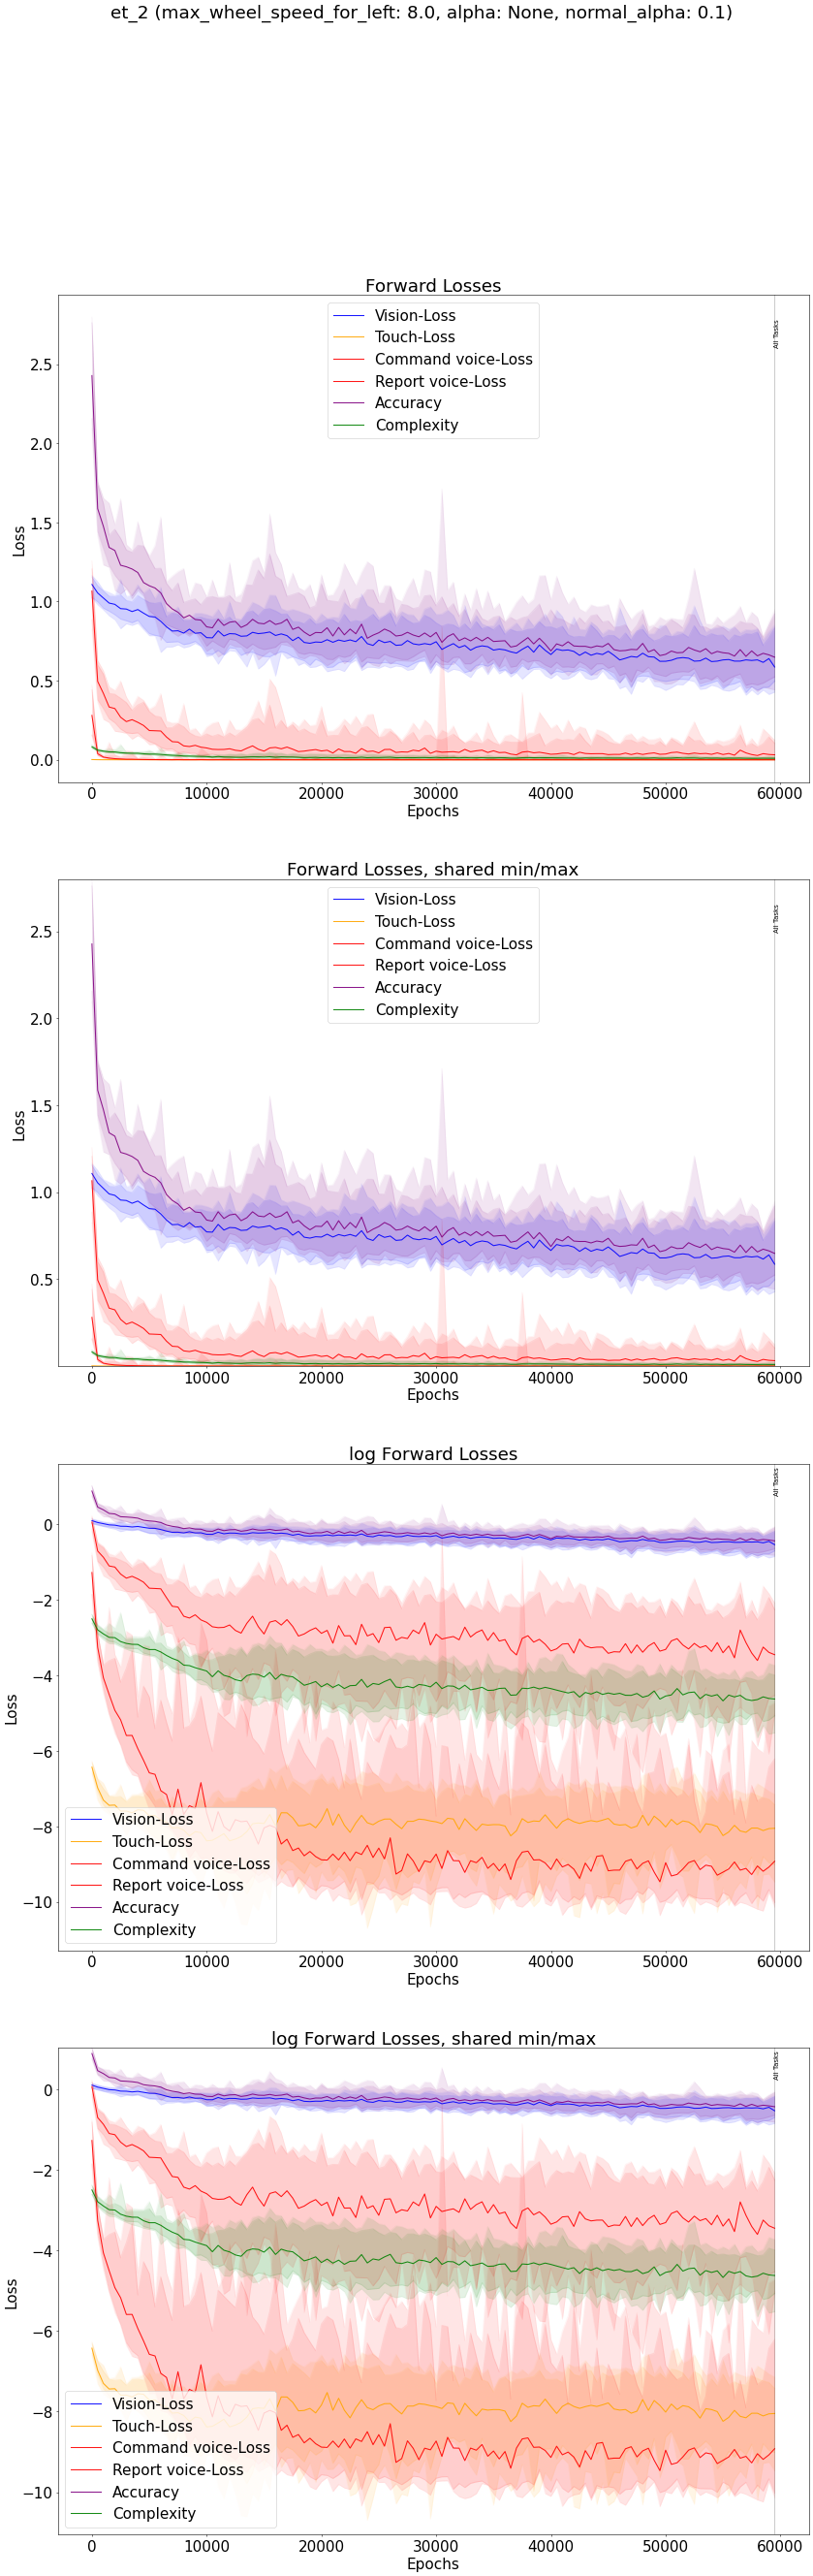 et_2 (max_wheel_speed_for_left: 8.0, alpha: None, normal_alpha: 0.1)
Forward Losses
Vision-Loss
Touch-Loss
Command voice-Loss
Report voice-Loss
Accuracy
Complexity
All Tasks
2.5
2.0
1.5
1.0
0.5
0.0
Loss
0 10000 20000 30000 40000 50000 60000
Epochs
Forward Losses, shared min/max
Vision-Loss
Touch-Loss
Command voice-Loss
Report voice-Loss
Accuracy
Complexity
All Tasks
2.5
2.0
1.5
1.0
0.5
Loss
0 10000 20000 30000 40000 50000 60000
Epochs
log Forward Losses
All Tasks
0
−2
−4
−6
−8
−10
Loss
Vision-Loss
Touch-Loss
Command voice-Loss
Report voice-Loss
Accuracy
Complexity
0 10000 20000 30000 40000 50000 60000
Epochs
log Forward Losses, shared min/max
All Tasks
0
−2
−4
−6
−8
−10
Loss
Vision-Loss
Touch-Loss
Command voice-Loss
Report voice-Loss
Accuracy
Complexity
0 10000 20000 30000 40000 50000 60000
Epochs